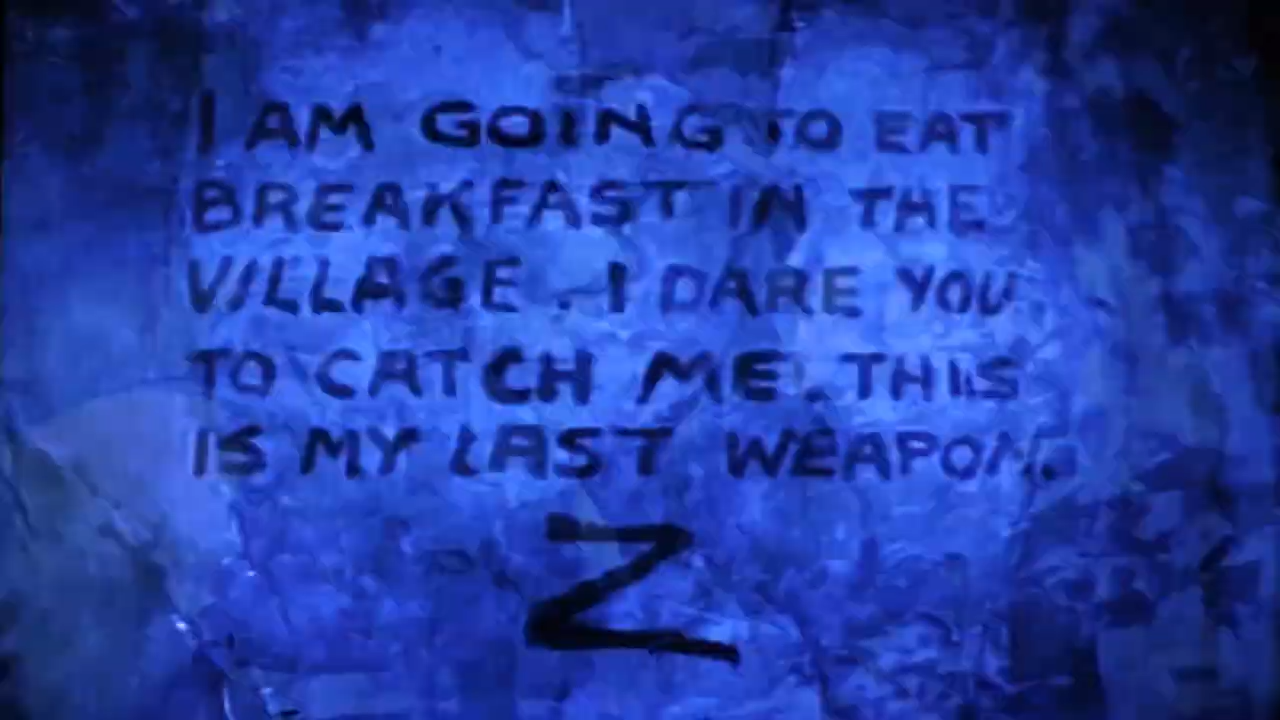 I AM GOING TO EAT
BREAKFAST IN THE
VILLAGE. I DARE YOU
TO CATCH ME. THIS
IS MY LAST WEAPON.
Z